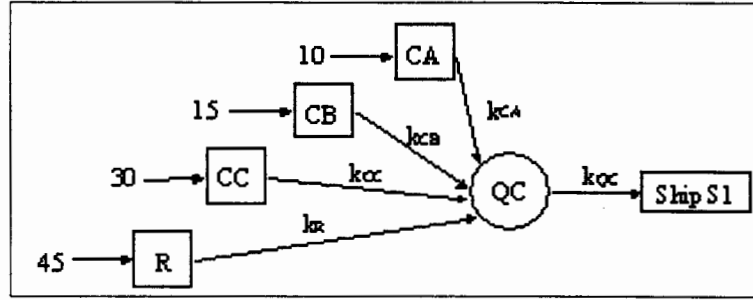 10 CA
15 CB kCA
kCB
30 CC kCC QC kQC Ship S1
kR
45 R